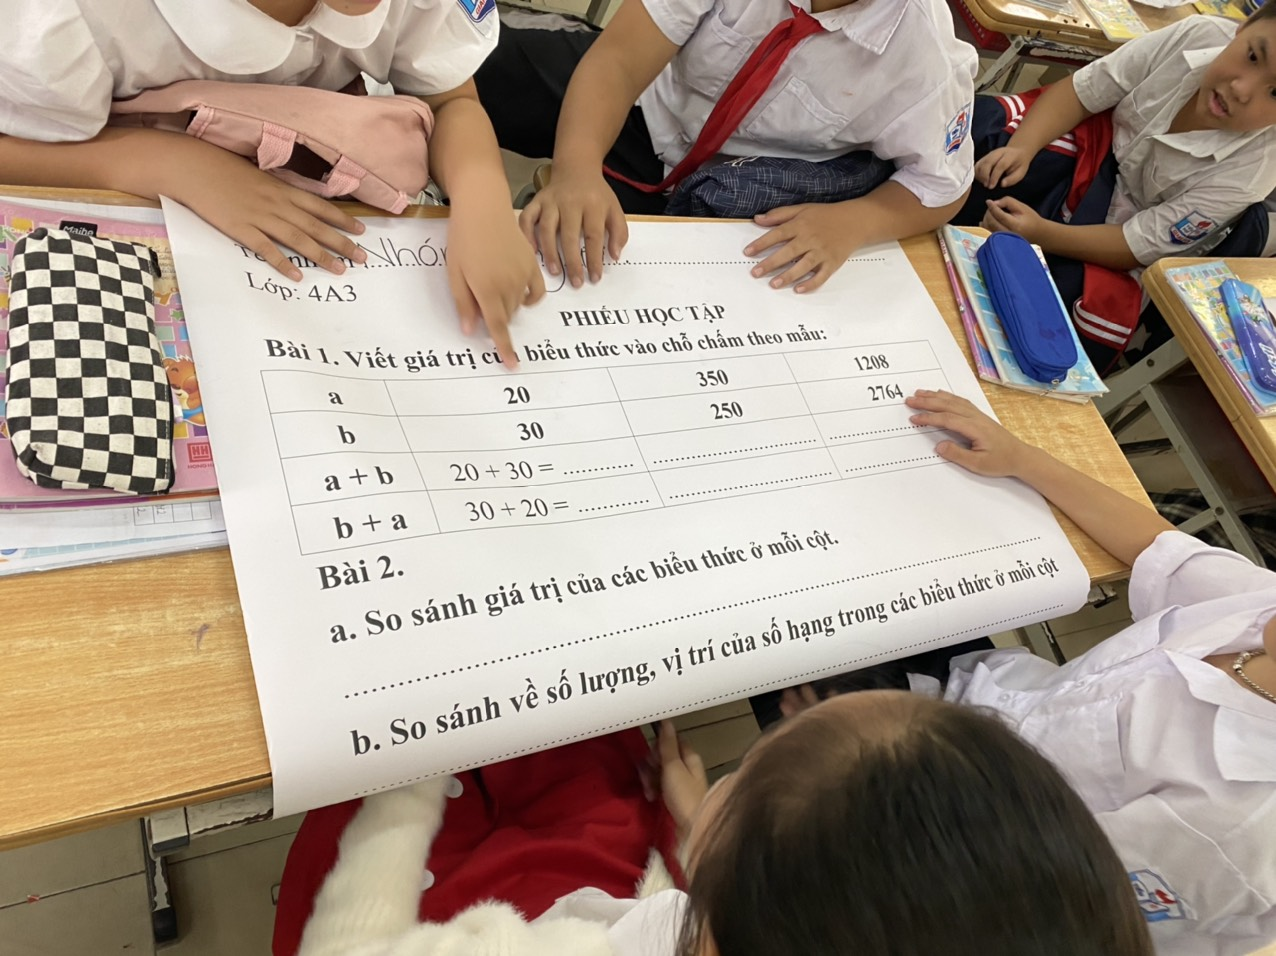 Maibo
Nhóm
Lớp: 4A3
PHIẾU HỌC TẬP
Bài 1. Viết giá trị của biểu thức vào chỗ chấm theo mẫu:
a 20 350 1208
b 30 250 2764
a + b 20 + 30 = ............ ............................ ....................
b + a 30 + 20 = ............ ............................ ....................
Bài 2.
a. So sánh giá trị của các biểu thức ở mỗi cột.
....................................................................................
b. So sánh về số lượng, vị trí của số hạng trong các biểu thức ở mỗi cột
....................................................................................